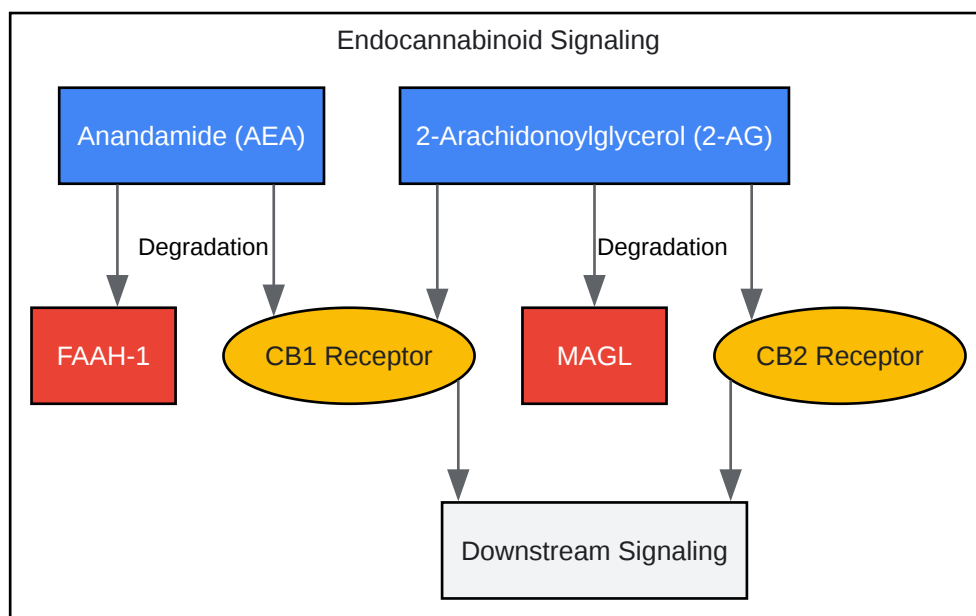 Endocannabinoid Signaling
Anandamide (AEA)
2-Arachidonoylglycerol (2-AG)
Degradation
Degradation
FAAH-1
CB1 Receptor
MAGL
CB2 Receptor
Downstream Signaling